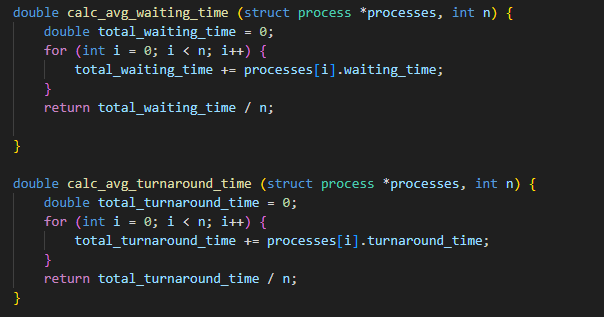 double calc_avg_waiting_time (struct process *processes, int n) {
    double total_waiting_time = 0;
    for (int i = 0; i < n; i++) {
        total_waiting_time += processes[i].waiting_time;
    }
    return total_waiting_time / n;

}

double calc_avg_turnaround_time (struct process *processes, int n) {
    double total_turnaround_time = 0;
    for (int i = 0; i < n; i++) {
        total_turnaround_time += processes[i].turnaround_time;
    }
    return total_turnaround_time / n;
}